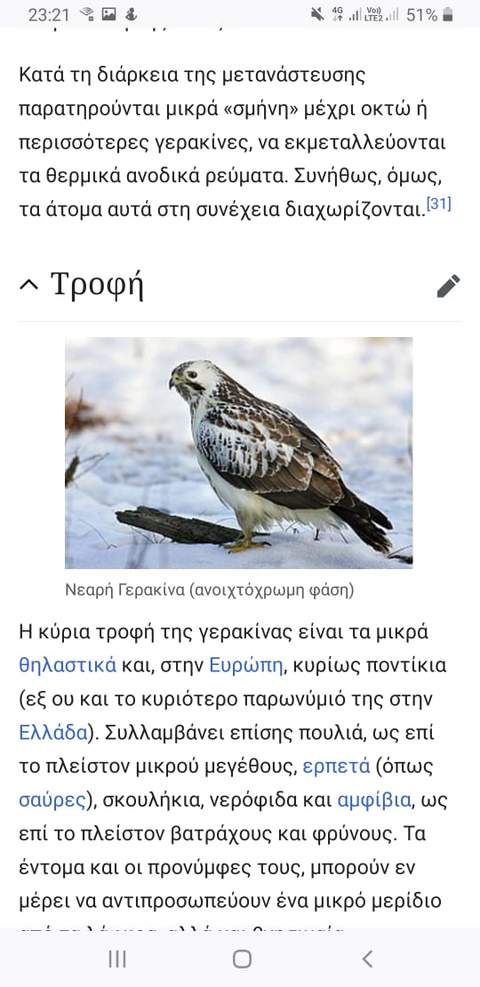 23:21
4G
Vo))
LTE2
51%
Κατά τη διάρκεια της μετανάστευσης
παρατηρούνται μικρά «σμήνη» μέχρι οκτώ ή
περισσότερες γερακίνες, να εκμεταλλεύονται
τα θερμικά ανοδικά ρεύματα. Συνήθως, όμως,
τα άτομα αυτά στη συνέχεια διαχωρίζονται.[31]
Τροφή
Νεαρή Γερακίνα (ανοιχτόχρωμη φάση)
Η κύρια τροφή της γερακίνας είναι τα μικρά
θηλαστικά και, στην Ευρώπη, κυρίως ποντίκια
(εξ ου και το κυριότερο παρωνύμιό της στην
Ελλάδα). Συλλαμβάνει επίσης πουλιά, ως επί
το πλείστον μικρού μεγέθους, ερπετά (όπως
σαύρες), σκουλήκια, νερόφιδα και αμφίβια, ως
επί το πλείστον βατράχους και φρύνους. Τα
έντομα και οι προνύμφες τους, μπορούν εν
μέρει να αντιπροσωπεύουν ένα μικρό μερίδιο